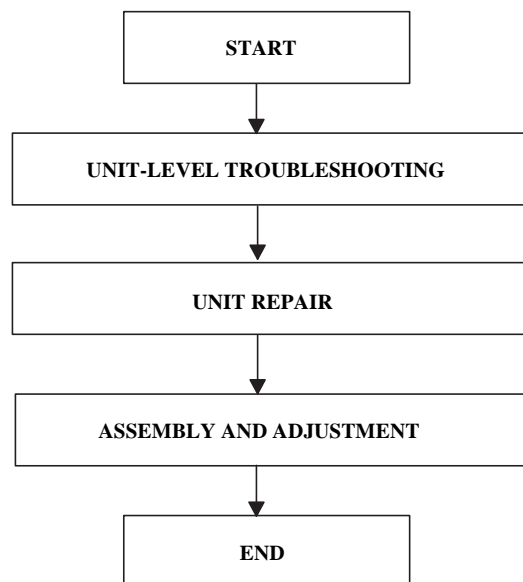 START
UNIT-LEVEL TROUBLESHOOTING
UNIT REPAIR
ASSEMBLY AND ADJUSTMENT
END